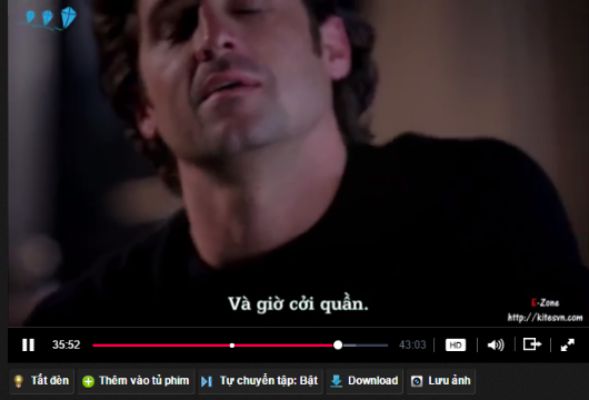 Và giờ cởi quần.
E-Zone
http://kitesvn.com
35:52
43:03
HD
Tắt đèn
Thêm vào tủ phim
Tự chuyển tập: Bật
Download
Lưu ảnh